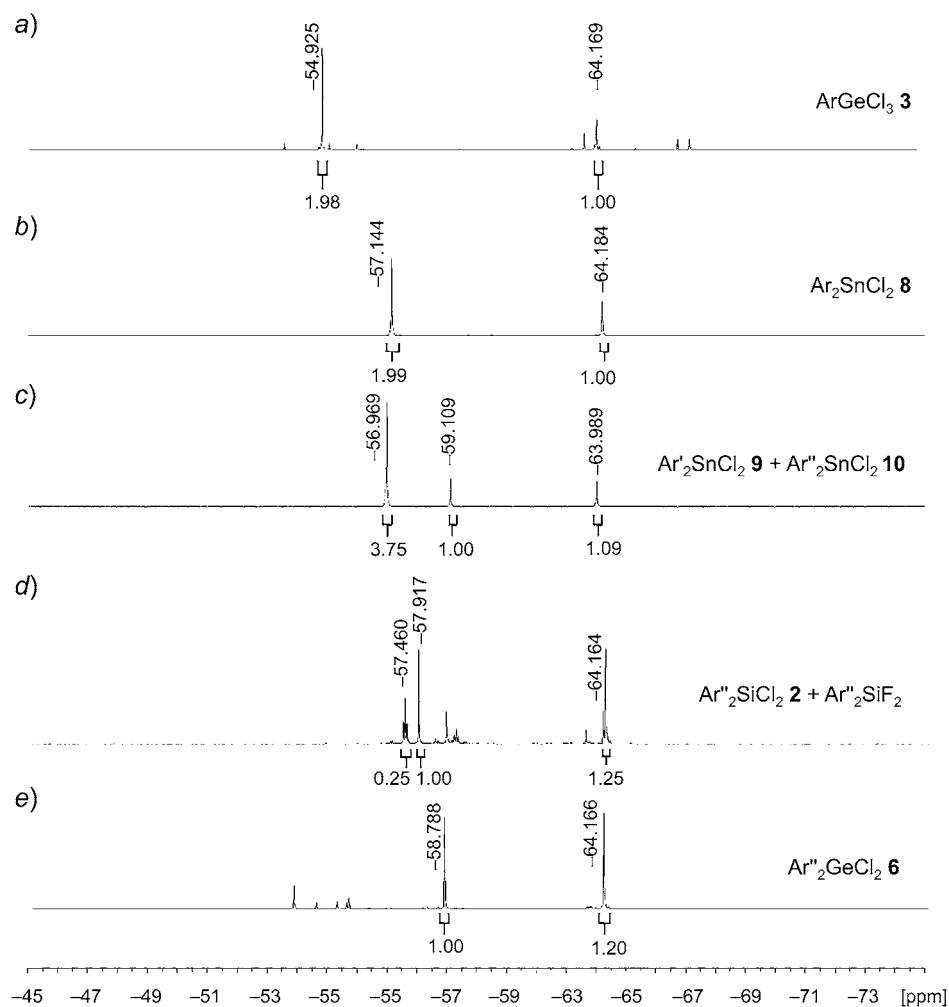 a)
−54.925
−64.169
ArGeCl3 3
1.98
1.00
b)
−57.144
−64.184
Ar2SnCl2 8
1.99
1.00
c)
−56.969
−59.109
−63.989
Ar'2SnCl2 9 + Ar''2SnCl2 10
3.75
1.00
1.09
d)
−57.460
−57.917
−64.164
Ar''2SiCl2 2 + Ar''2SiF2
0.25 1.00
1.25
e)
−58.788
−64.166
Ar''2GeCl2 6
1.00
1.20
−45 −47 −49 −51 −53 −55 −55 −57 −57 −63 −65 −67 −69 −71 −73 [ppm]